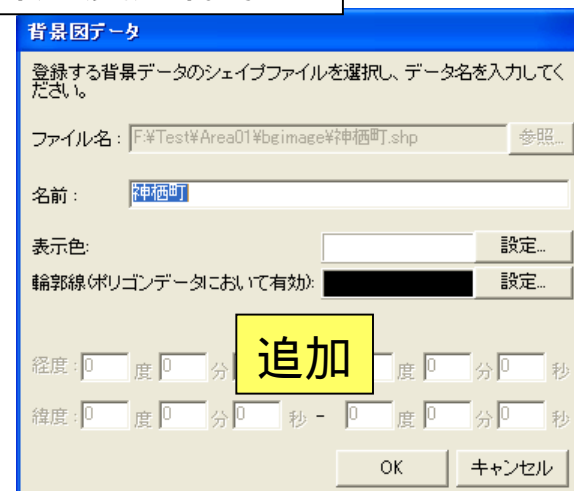 背景図データ
登録する背景データのシェイプファイルを選択し、データ名を入力してく
ださい。
ファイル名： F:¥Test¥Area01¥bgimage¥神栖町.shp 参照...
名前： 神栖町
表示色: 設定...
輪郭線(ポリゴンデータにおいて有効): 設定...
追加
経度：0 度 0 分 度 0 分 0 秒
緯度：0 度 0 分 0 秒 - 0 度 0 分 0 秒
OK キャンセル